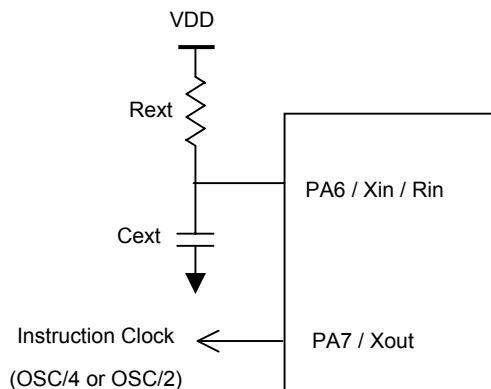 VDD
Rext
PA6 / Xin / Rin
Cext
Instruction Clock
(OSC/4 or OSC/2)
PA7 / Xout